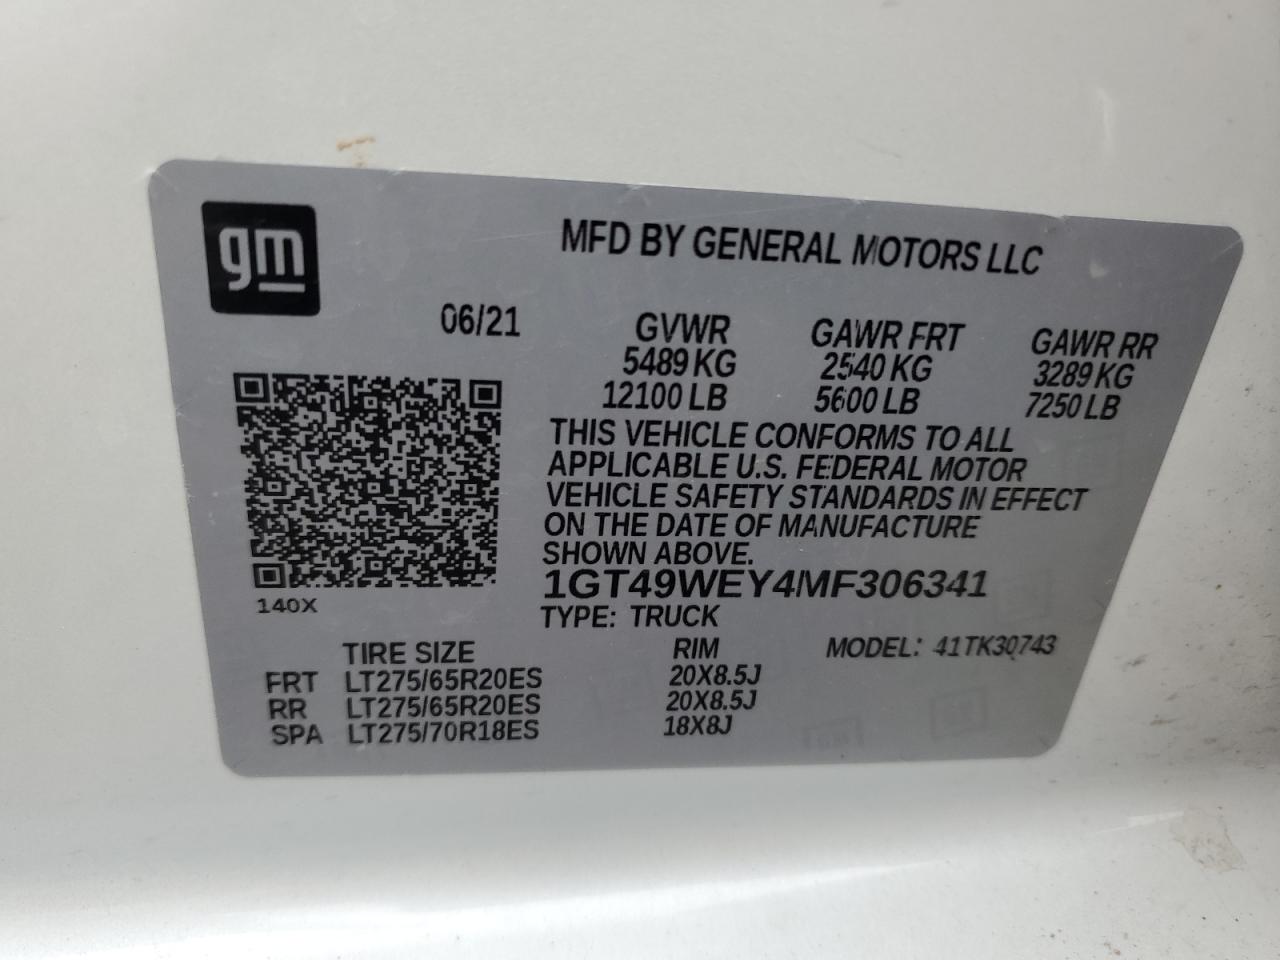 gm
MFD BY GENERAL MOTORS LLC
06/21
GVWR GAWR FRT GAWR RR
5489 KG 2540 KG 3289 KG
12100 LB 5600 LB 7250 LB
THIS VEHICLE CONFORMS TO ALL
APPLICABLE U.S. FEDERAL MOTOR
VEHICLE SAFETY STANDARDS IN EFFECT
ON THE DATE OF MANUFACTURE
SHOWN ABOVE.
1GT49WEY4MF306341
140X
TYPE: TRUCK
TIRE SIZE RIM MODEL: 41TK30743
FRT LT275/65R20ES 20X8.5J
RR LT275/65R20ES 20X8.5J
SPA LT275/70R18ES 18X8J